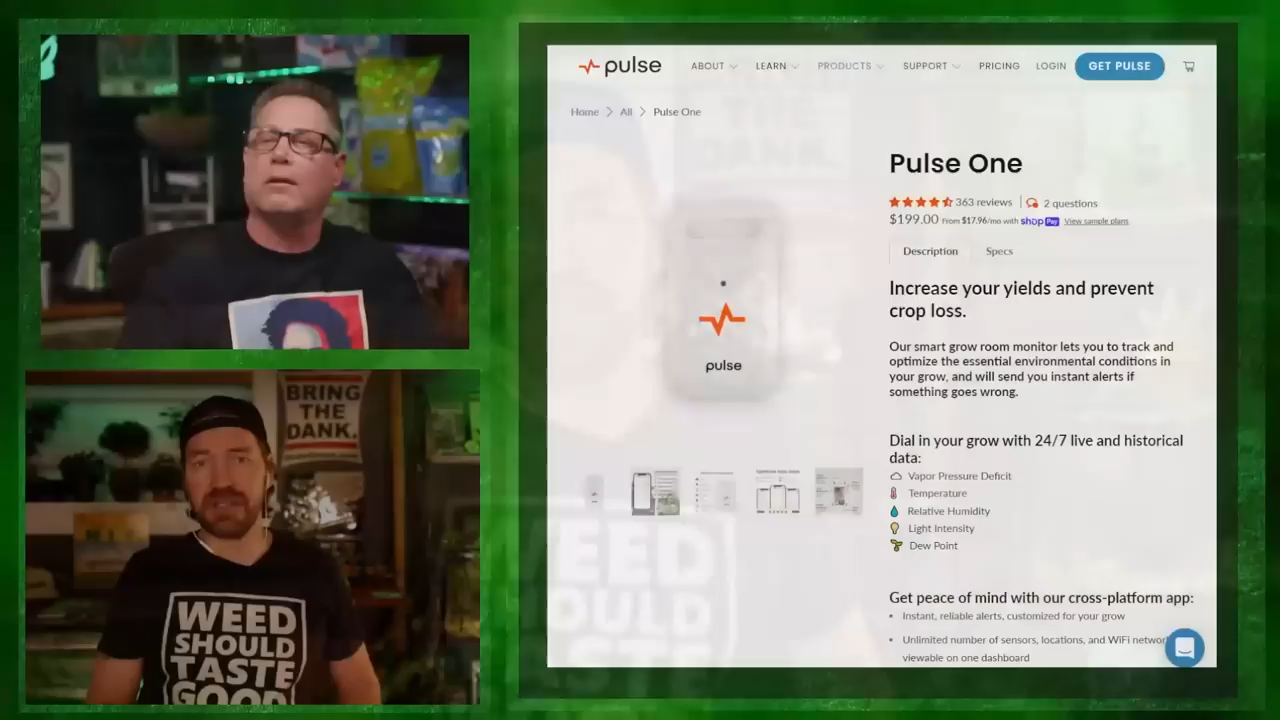 pulse
ABOUT
LEARN
PRODUCTS
SUPPORT
PRICING
LOGIN
GET PULSE
Home > All > Pulse One
Pulse One
363 reviews
2 questions
$199.00 From $17.96/mo with shop Pay View sample plans
Description
Specs
Increase your yields and prevent
crop loss.
Our smart grow room monitor lets you to track and
optimize the essential environmental conditions in
your grow, and will send you instant alerts if
something goes wrong.
Dial in your grow with 24/7 live and historical
data:
Vapor Pressure Deficit
Temperature
Relative Humidity
Light Intensity
Dew Point
Get peace of mind with our cross-platform app:
• Instant, reliable alerts, customized for your grow
• Unlimited number of sensors, locations, and WiFi networ
viewable on one dashboard
pulse
BRING
THE
DANK.
WEED
SHOULD
TASTE
GOOD
THE
DANK.
WEED
OULD
TASTE